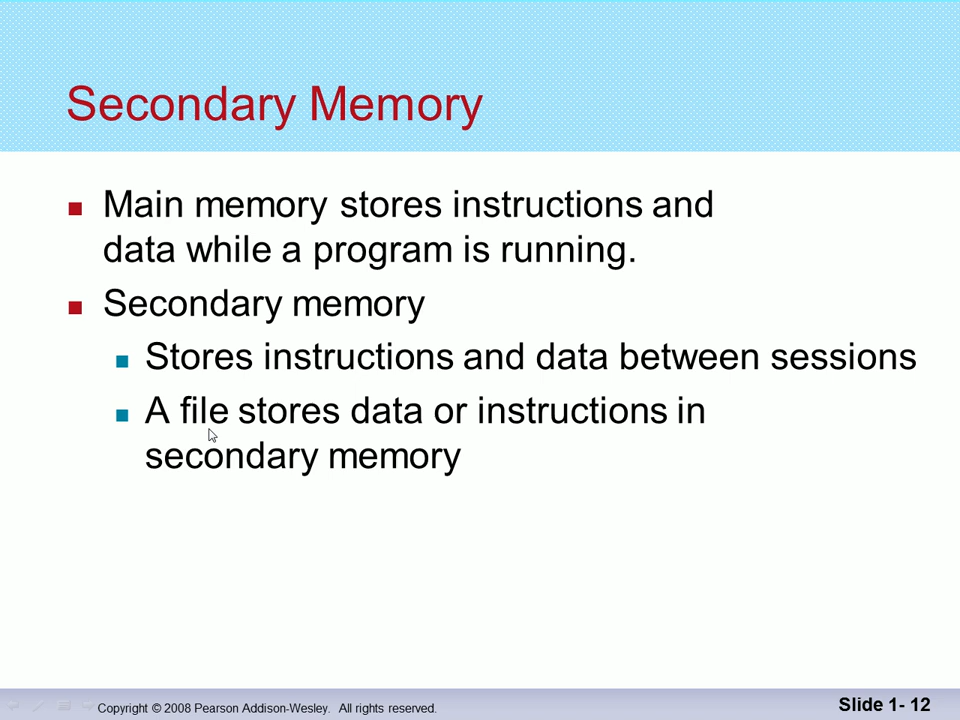 Secondary Memory
Main memory stores instructions and
data while a program is running.
Secondary memory
Stores instructions and data between sessions
A file stores data or instructions in
secondary memory
Copyright © 2008 Pearson Addison-Wesley. All rights reserved.
Slide 1- 12